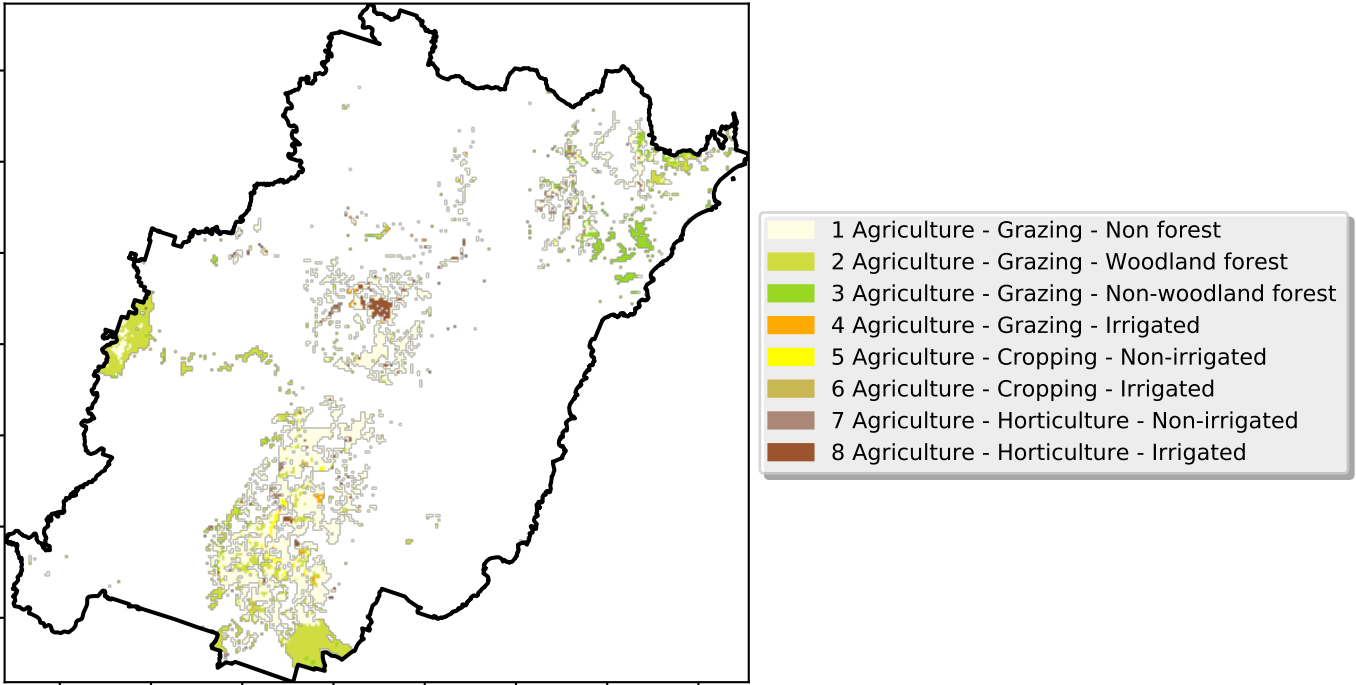 1 Agriculture - Grazing - Non forest
2 Agriculture - Grazing - Woodland forest
3 Agriculture - Grazing - Non-woodland forest
4 Agriculture - Grazing - Irrigated
5 Agriculture - Cropping - Non-irrigated
6 Agriculture - Cropping - Irrigated
7 Agriculture - Horticulture - Non-irrigated
8 Agriculture - Horticulture - Irrigated